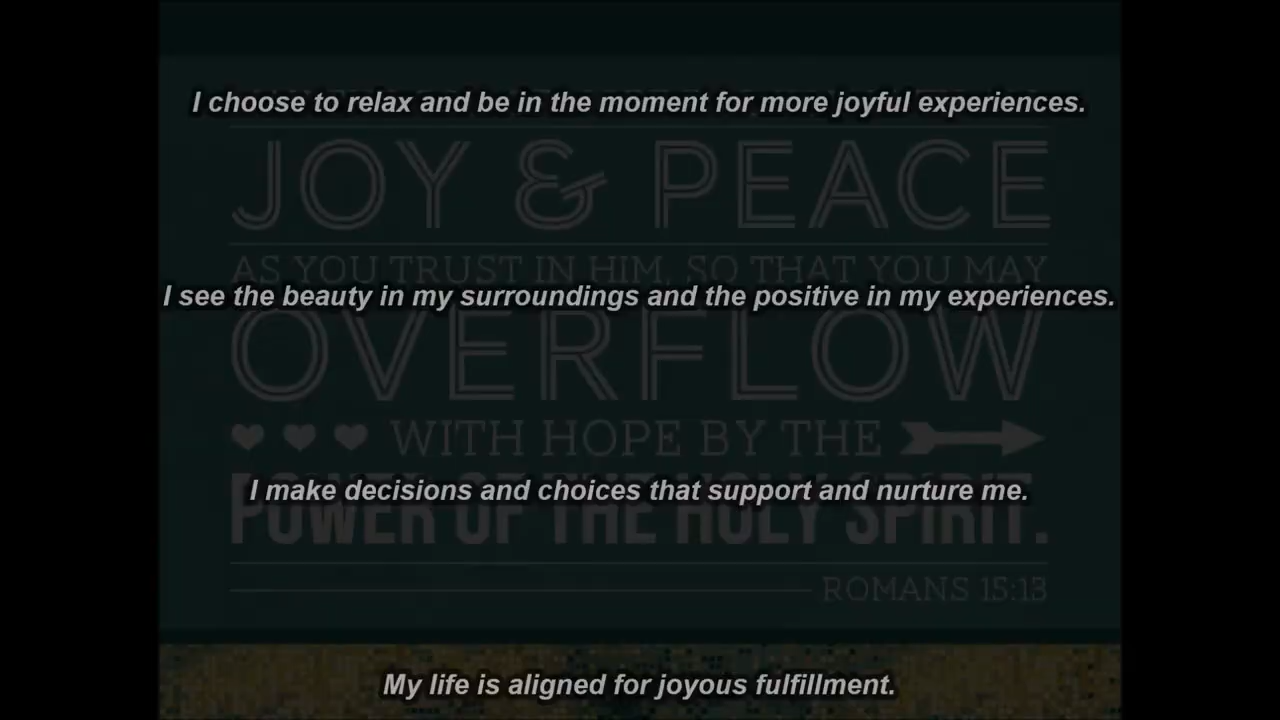 I choose to relax and be in the moment for more joyful experiences.
JOY & PEACE
AS YOU TRUST IN HIM, SO THAT YOU MAY
I see the beauty in my surroundings and the positive in my experiences.
OVERFLOW
WITH HOPE BY THE
I make decisions and choices that support and nurture me.
POWER OF THE HOLY SPIRIT.
ROMANS 15:13
My life is aligned for joyous fulfillment.